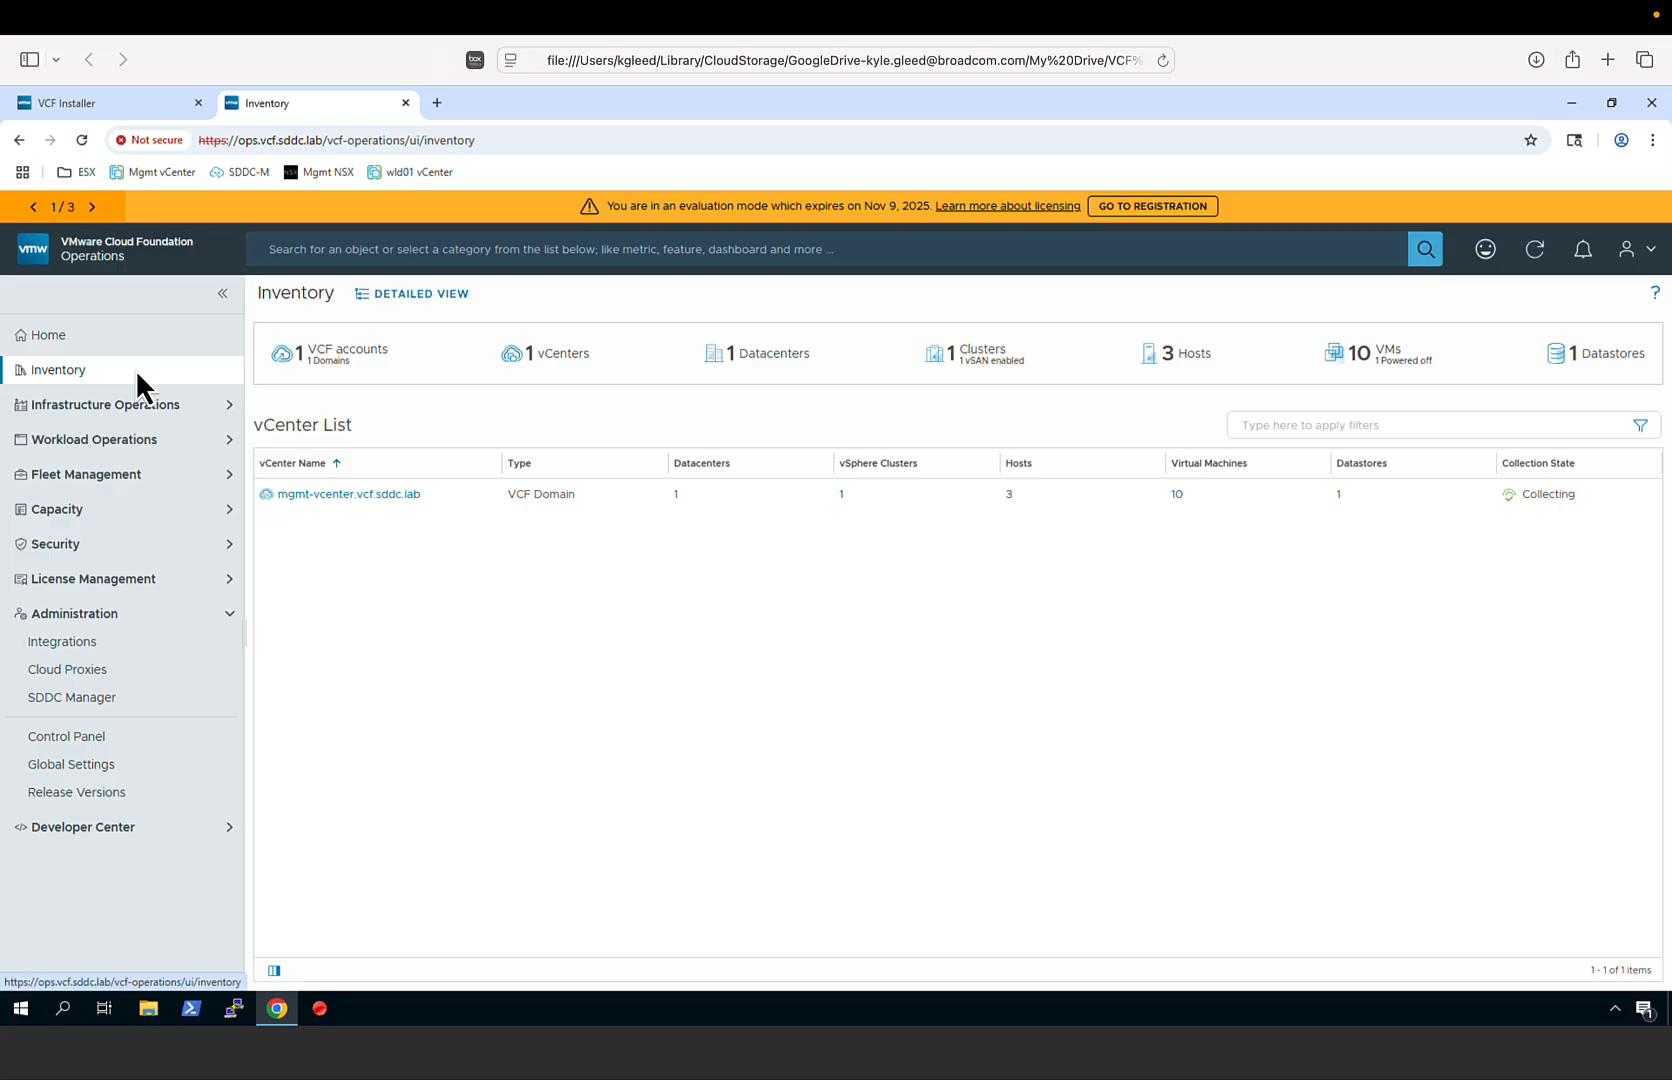 file:///Users/kgleed/Library/CloudStorage/GoogleDrive-kyle.gleed@broadcom.com/My%20Drive/VCF%
VCF Installer
Inventory
Not secure https://ops.vcf.sddc.lab/vcf-operations/ui/inventory
ESX
Mgmt vCenter
SDDC-M
Mgmt NSX
wld01 vCenter
1 / 3
You are in an evaluation mode which expires on Nov 9, 2025. Learn more about licensing
GO TO REGISTRATION
vmw
VMware Cloud Foundation
Operations
Search for an object or select a category from the list below; like metric, feature, dashboard and more ...
Home
Inventory
Infrastructure Operations
Workload Operations
Fleet Management
Capacity
Security
License Management
Administration
Integrations
Cloud Proxies
SDDC Manager
Control Panel
Global Settings
Release Versions
Developer Center
Inventory
DETAILED VIEW
?
1 VCF accounts
1 Domains
1 vCenters
1 Datacenters
1 Clusters
1 vSAN enabled
3 Hosts
10 VMs
1 Powered off
1 Datastores
vCenter List
Type here to apply filters
vCenter Name Type Datacenters vSphere Clusters Hosts Virtual Machines Datastores Collection State
mgmt-vcenter.vcf.sddc.lab VCF Domain 1 1 3 10 1 Collecting
1 - 1 of 1 items
https://ops.vcf.sddc.lab/vcf-operations/ui/inventory
1